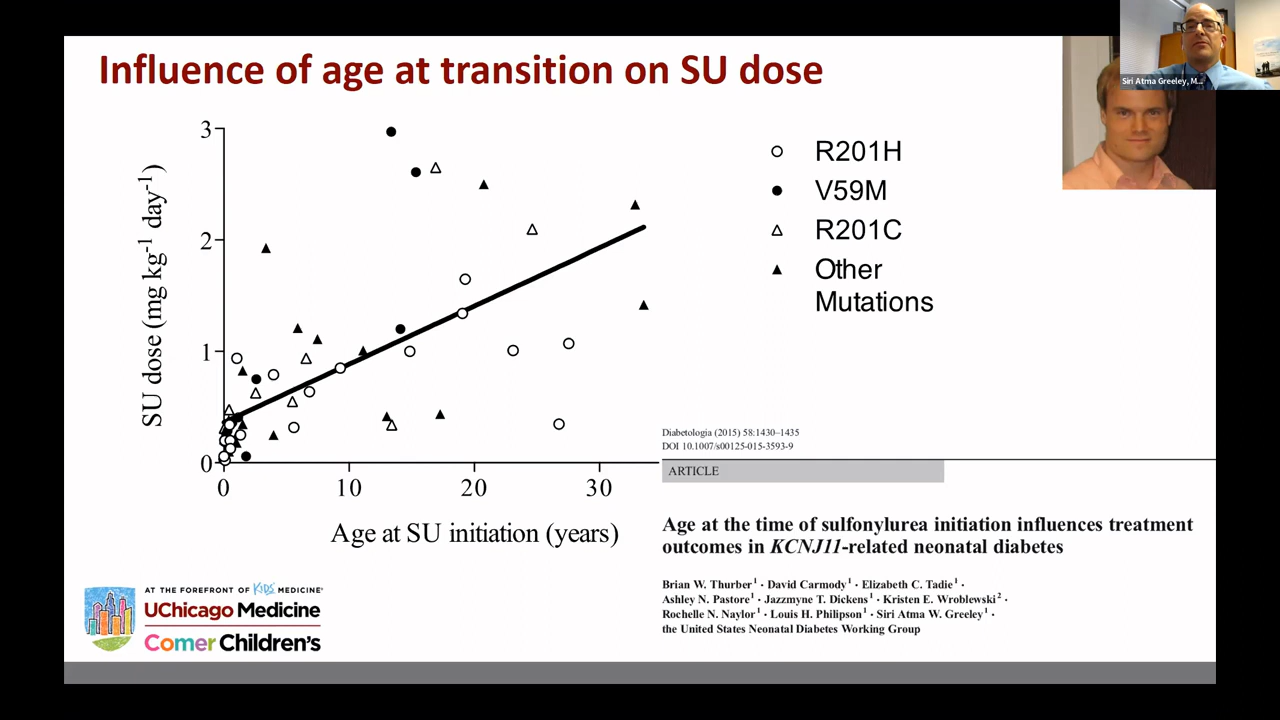 Influence of age at transition on SU dose
Siri Atma Greeley, M...
3
2
1
0
SU dose (mg kg⁻¹ day⁻¹)
0 10 20 30
Age at SU initiation (years)
R201H
V59M
R201C
Other
Mutations
Diabetologia (2015) 58:1430–1435
DOI 10.1007/s00125-015-3593-9
ARTICLE
Age at the time of sulfonylurea initiation influences treatment
outcomes in KCNJ11-related neonatal diabetes
Brian W. Thurber¹ · David Carmody¹ · Elizabeth C. Tadie¹ ·
Ashley N. Pastore¹ · Jazzmyne T. Dickens¹ · Kristen E. Wroblewski² ·
Rochelle N. Naylor¹ · Louis H. Philipson¹ · Siri Atma W. Greeley¹ ·
the United States Neonatal Diabetes Working Group
AT THE FOREFRONT OF KIDS MEDICINE®
UChicago Medicine
Comer Children's